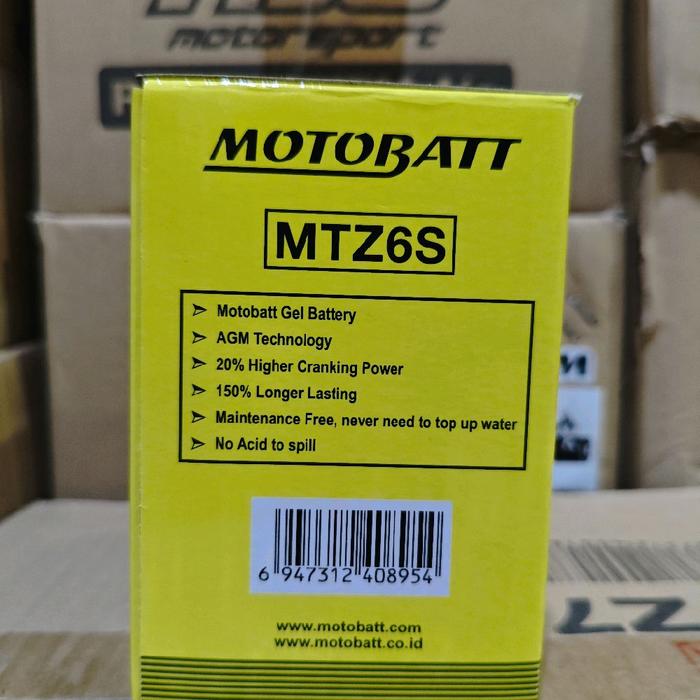 motorsport
MOTOBATT
MTZ6S
Motobatt Gel Battery
AGM Technology
20% Higher Cranking Power
150% Longer Lasting
Maintenance Free, never need to top up water
No Acid to spill
6 947312 408954
www.motobatt.com
www.motobatt.co.id